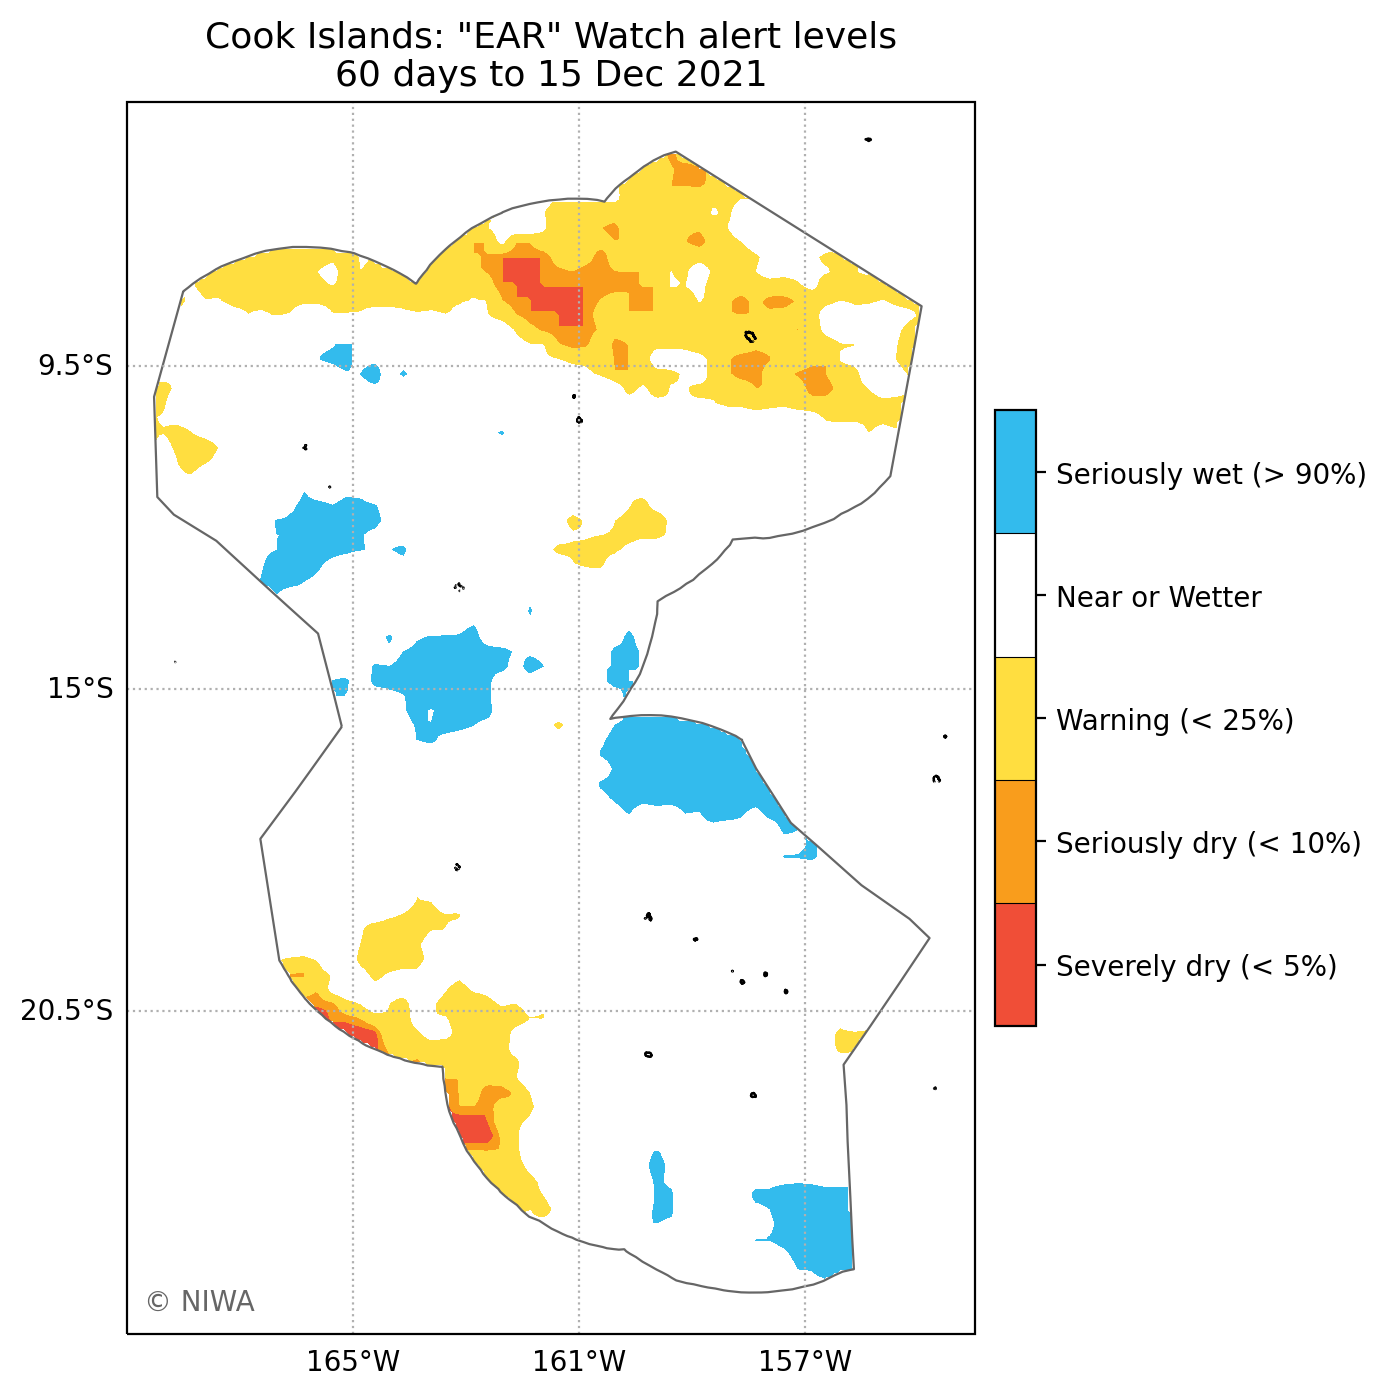 Cook Islands: "EAR" Watch alert levels
60 days to 15 Dec 2021
9.5°S
15°S
20.5°S
165°W
161°W
157°W
Seriously wet (> 90%)
Near or Wetter
Warning (< 25%)
Seriously dry (< 10%)
Severely dry (< 5%)
© NIWA